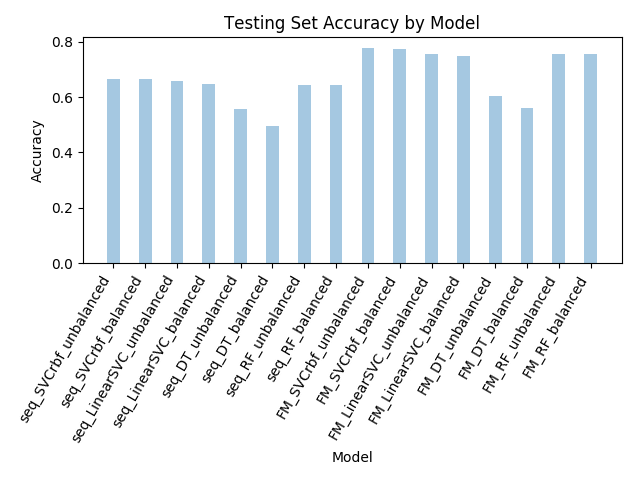 Testing Set Accuracy by Model
Accuracy
0.8
0.6
0.4
0.2
0.0
seq_SVCrbf_unbalanced
seq_SVCrbf_balanced
seq_LinearSVC_unbalanced
seq_LinearSVC_balanced
seq_DT_unbalanced
seq_DT_balanced
seq_RF_unbalanced
seq_RF_balanced
FM_SVCrbf_unbalanced
FM_SVCrbf_balanced
FM_LinearSVC_unbalanced
FM_LinearSVC_balanced
FM_DT_unbalanced
FM_DT_balanced
FM_RF_unbalanced
FM_RF_balanced
Model